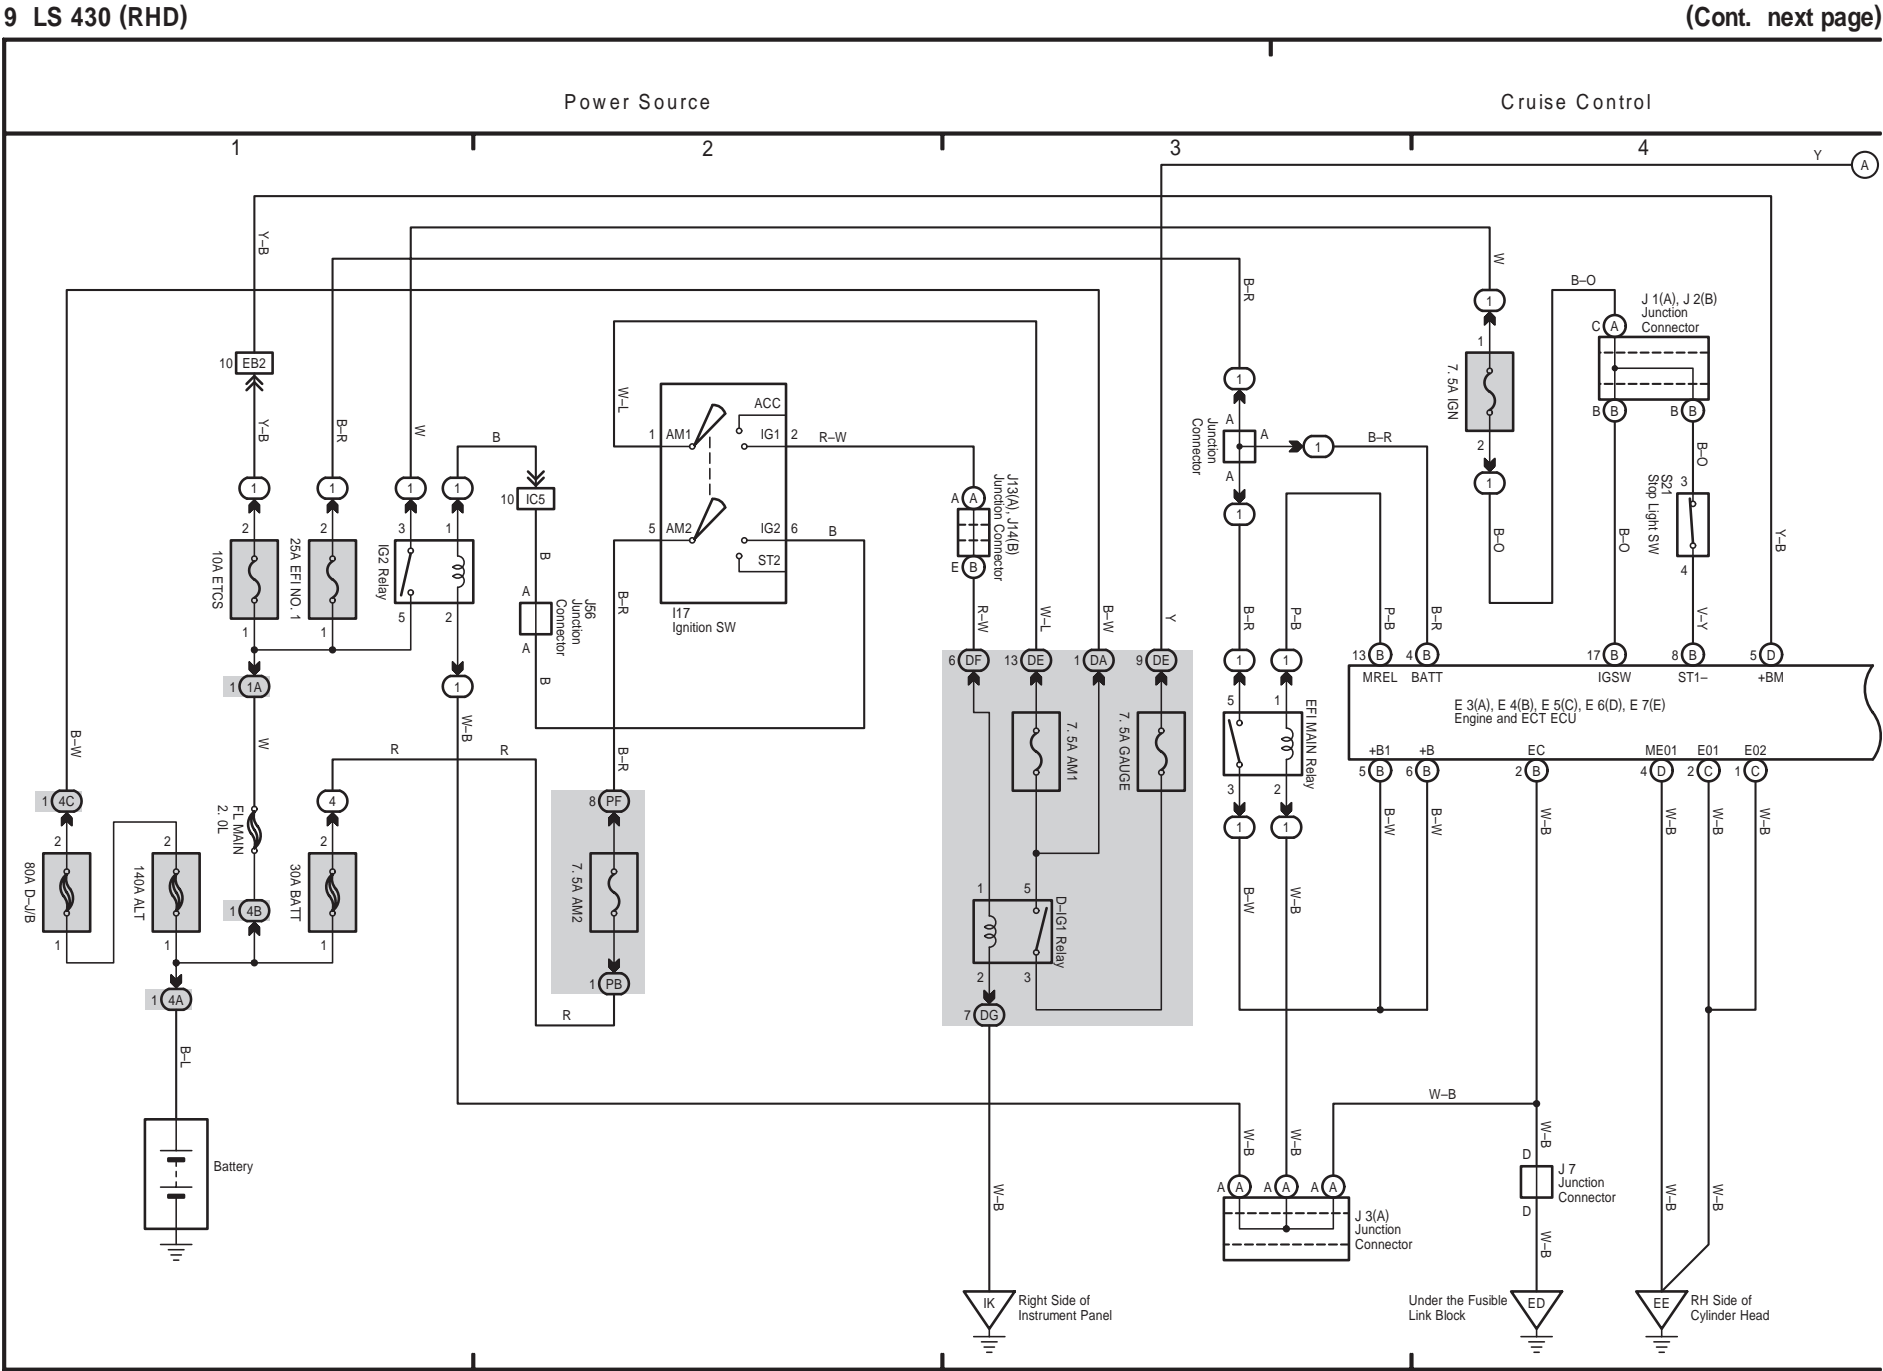 9 LS 430 (RHD)
(Cont. next page)
Power Source
Cruise Control
1
2
3
4
Y
A
Y–B
W
B–R
W
B–O
J 1(A), J 2(B)
Junction
Connector
C A
1
1
10 EB2
W–L
ACC
1
1
7. 5A IGN
B B
B B
Y–B
B–R
W
B
A
Junction
Connector
A
1
B–R
1 AM1
IG1 2
R–W
2
B–O
1
1
1
1
10 IC5
A
1
1
J13(A), J14(B)
Junction Connector
A A
3
S21
Stop Light SW
2
2
3
1
5 AM2
IG2 6
B
ST2
10A ETCS
25A EFI NO. 1
IG2 Relay
B
E B
B–O
B–O
4
Y–B
A
J56
Junction
Connector
A
B–R
I17
Ignition SW
R–W
W–L
B–W
Y
B–R
P–B
P–B
B–R
V–Y
1
1
5
2
6 DF
13 DE
1 DA
9 DE
1
1
13 B
4 B
17 B
8 B
5 D
MREL
BATT
IGSW
ST1–
+BM
1 1A
1
B
5
1
EFI MAIN Relay
E 3(A), E 4(B), E 5(C), E 6(D), E 7(E)
Engine and ECT ECU
B–W
W
W–B
R
R
B–R
7. 5A AM1
7. 5A GAUGE
+B1
+B
EC
ME01
E01
E02
5 B
6 B
2 B
4 D
2 C
1 C
1 4C
4
8 PF
3
2
1
1
FL MAIN
2. 0L
B–W
B–W
W–B
W–B
W–B
W–B
2
2
2
80A D–J/B
140A ALT
30A BATT
7. 5A AM2
1 4B
1
5
D–IG1 Relay
B–W
W–B
1
1
1
2
3
1 4A
1 PB
7 DG
R
B–L
W–B
W–B
W–B
W–B
D
J 7
Junction
Connector
D
Battery
A A
A A
A A
W–B
W–B
W–B
J 3(A)
Junction
Connector
W–B
IK
Right Side of
Instrument Panel
Under the Fusible
Link Block
ED
EE
RH Side of
Cylinder Head